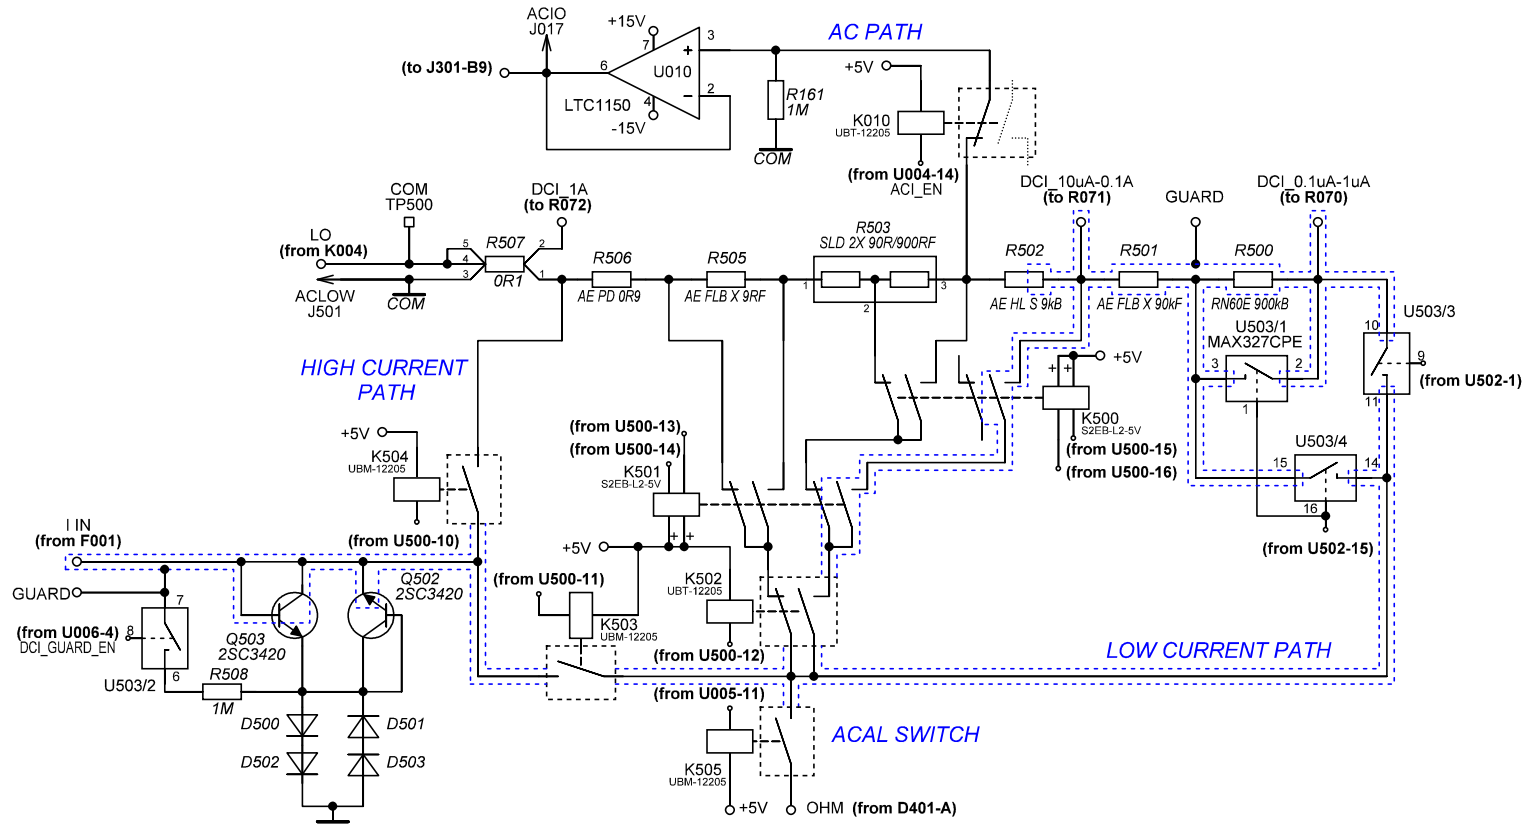 ACIO
J017
+15V
7
3
AC PATH
(to J301-B9)
6
+
U010
2
−
LTC1150
4
-15V
R161
1M
COM
+5V
K010
UBT-12205
(from U004-14)
ACI_EN
COM
TP500
DCI_1A
(to R072)
DCI_10uA-0.1A
(to R071)
GUARD
DCI_0.1uA-1uA
(to R070)
LO
(from K004)
5
4
3
R507
0R1
2
1
ACLOW
J501
COM
R506
AE PD 0R9
R505
AE FLB X 9RF
R503
SLD 2X 90R/900RF
1
2
3
R502
AE HL S 9kB
R501
AE FLB X 90kF
R500
RN60E 900kB
U503/3
10
9
(from U502-1)
11
U503/1
MAX327CPE
3
2
1
U503/4
15
14
16
(from U502-15)
HIGH CURRENT
PATH
+5V
K504
UBM-12205
(from U500-10)
(from U500-13)
(from U500-14)
K501
S2EB-L2-5V
+ +
+5V
+ +
+5V
K500
S2EB-L2-5V
(from U500-15)
(from U500-16)
I IN
(from F001)
GUARD
7
(from U006-4)
8
DCI_GUARD_EN
6
U503/2
R508
1M
Q503
2SC3420
Q502
2SC3420
D500
D501
D502
D503
(from U500-11)
K503
UBM-12205
K502
UBT-12205
(from U500-12)
(from U005-11)
K505
UBM-12205
+5V
OHM
(from D401-A)
ACAL SWITCH
LOW CURRENT PATH